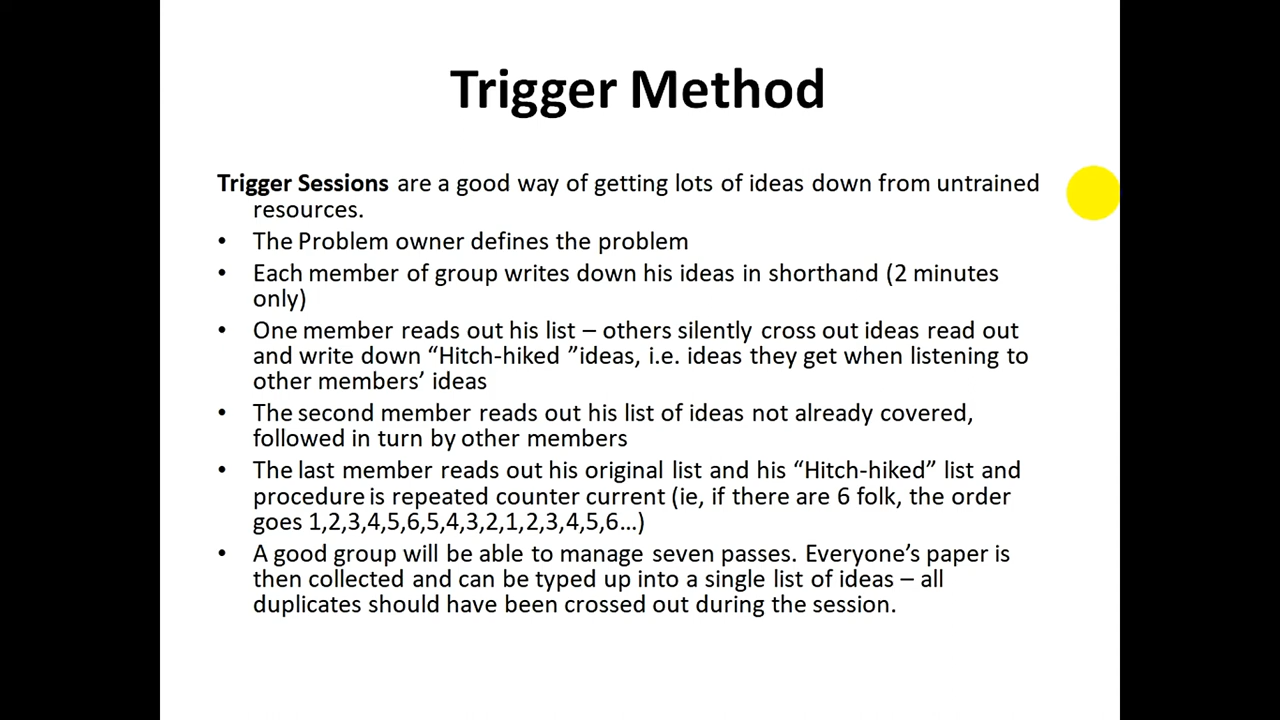 Trigger Method
Trigger Sessions are a good way of getting lots of ideas down from untrained
resources.
• The Problem owner defines the problem
• Each member of group writes down his ideas in shorthand (2 minutes
only)
• One member reads out his list – others silently cross out ideas read out
and write down “Hitch-hiked ”ideas, i.e. ideas they get when listening to
other members’ ideas
• The second member reads out his list of ideas not already covered,
followed in turn by other members
• The last member reads out his original list and his “Hitch-hiked” list and
procedure is repeated counter current (ie, if there are 6 folk, the order
goes 1,2,3,4,5,6,5,4,3,2,1,2,3,4,5,6…)
• A good group will be able to manage seven passes. Everyone’s paper is
then collected and can be typed up into a single list of ideas – all
duplicates should have been crossed out during the session.